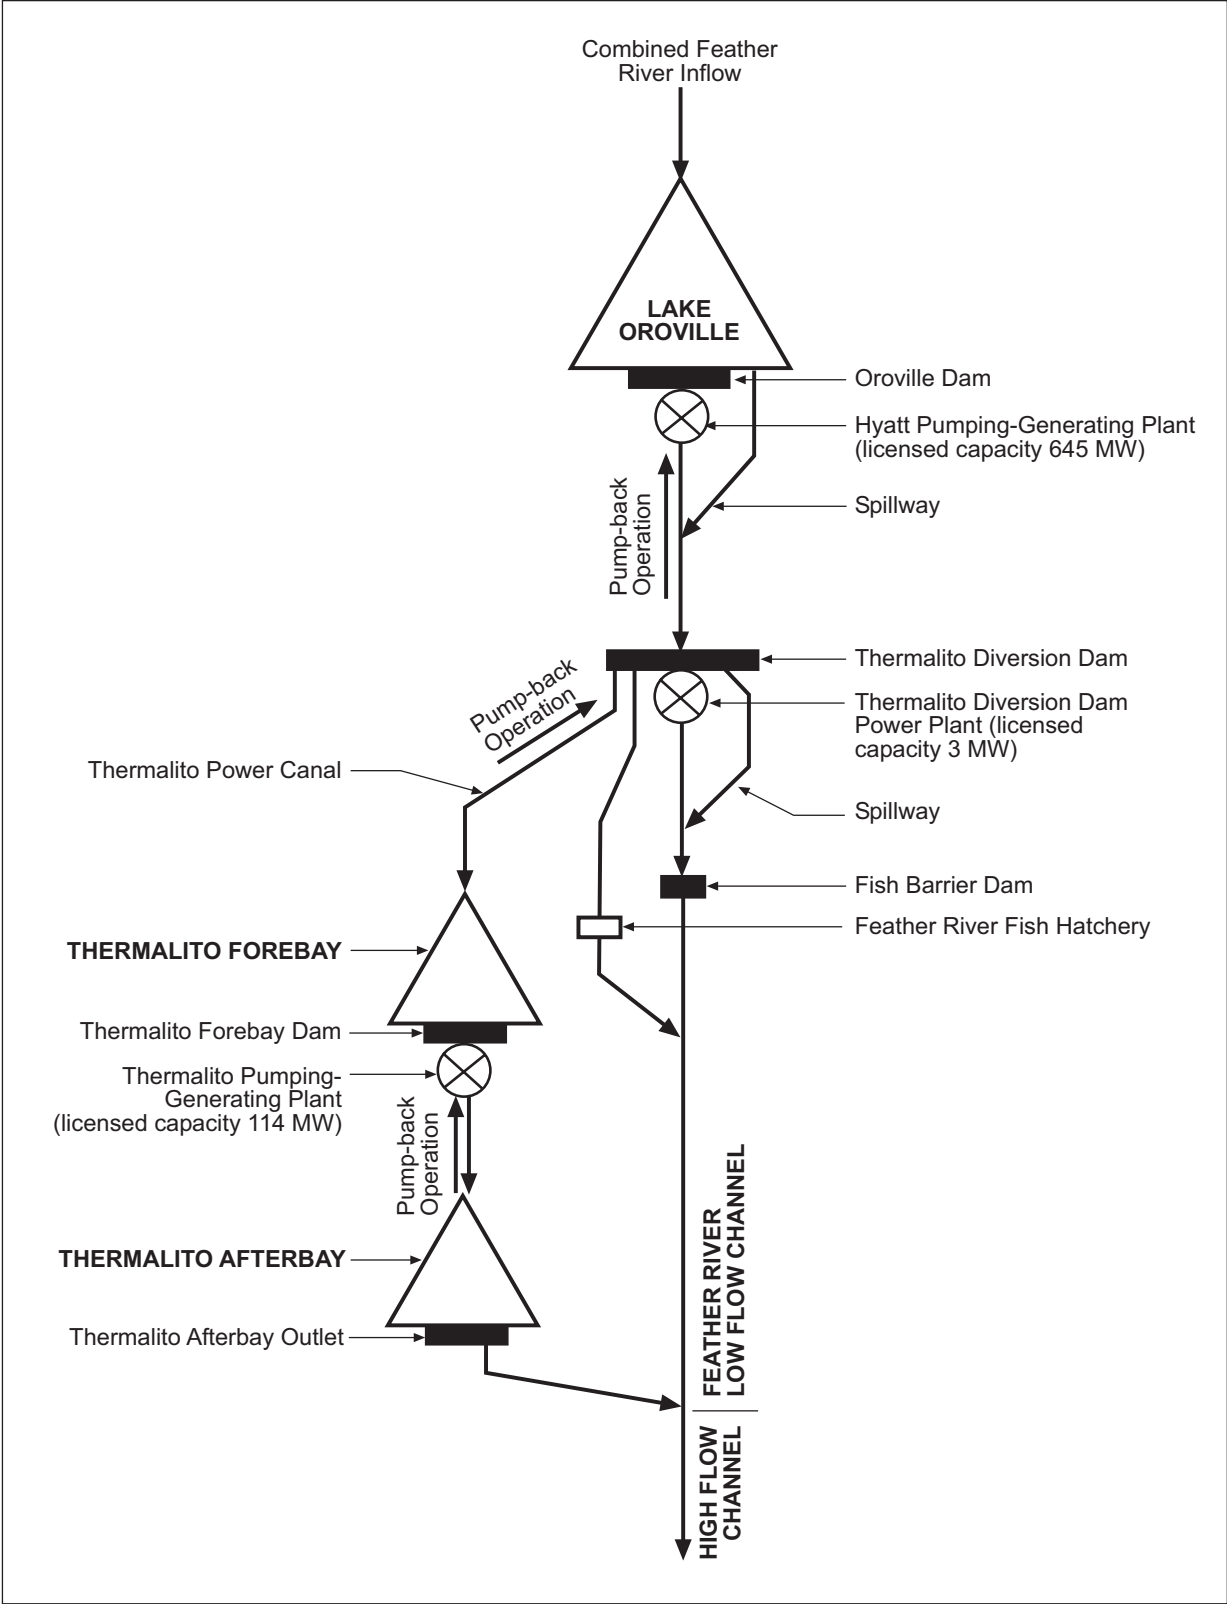 Combined Feather
River Inflow
LAKE
OROVILLE
Oroville Dam
Hyatt Pumping-Generating Plant
(licensed capacity 645 MW)
Spillway
Pump-back
Operation
Thermalito Diversion Dam
Thermalito Diversion Dam
Power Plant (licensed
capacity 3 MW)
Pump-back
Operation
Thermalito Power Canal
Spillway
Fish Barrier Dam
Feather River Fish Hatchery
THERMALITO FOREBAY
Thermalito Forebay Dam
Thermalito Pumping-
Generating Plant
(licensed capacity 114 MW)
Pump-back
Operation
THERMALITO AFTERBAY
Thermalito Afterbay Outlet
FEATHER RIVER
LOW FLOW CHANNEL
HIGH FLOW
CHANNEL